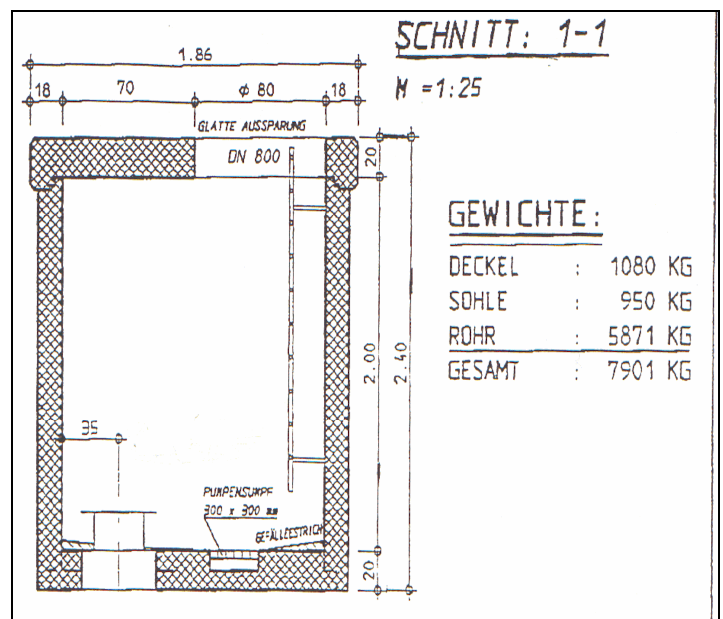 SCHNITT: 1-1
M =1:25
1.86
18 70 ϕ 80 18
GLATTE AUSSPARUNG
DN 800
20
GEWICHTE:
DECKEL : 1080 KG
SOHLE : 950 KG
ROHR : 5871 KG
GESAMT : 7901 KG
2.00
2.40
35
PUMPENSUMPF
300 x 300 mm
GEFÄLLEESTRICH
20